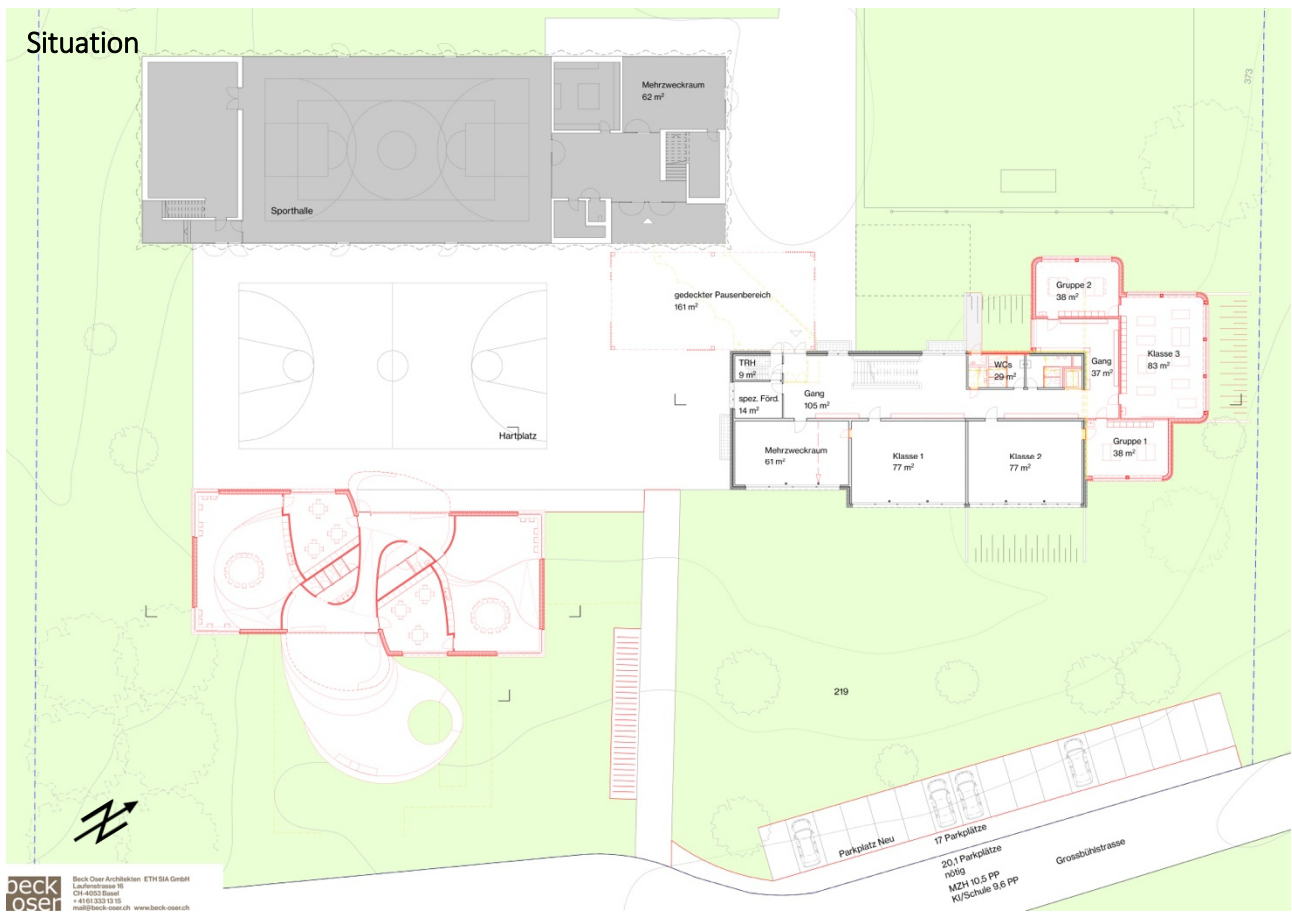 Situation
Mehrzweckraum
62 m²
373
Sporthalle
gedeckter Pausenbereich
161 m²
Gruppe 2
38 m²
Klasse 3
83 m²
Gang
37 m²
TRH
9 m²
WCs
29 m²
spez. Förd.
14 m²
Gang
105 m²
Hartplatz
Mehrzweckraum
61 m²
Klasse 1
77 m²
Klasse 2
77 m²
Gruppe 1
38 m²
219
Parkplatz Neu
17 Parkplätze
20,1 Parkplätze
nötig
MZH 10,5 PP
KI/Schule 9,6 PP
Grossbühlstrasse
beck
oser
Beck Oser Architekten ETH SIA GmbH
Laufenstrasse 16
CH-4053 Basel
+41 61 333 13 15
mail@beck-oser.ch www.beck-oser.ch